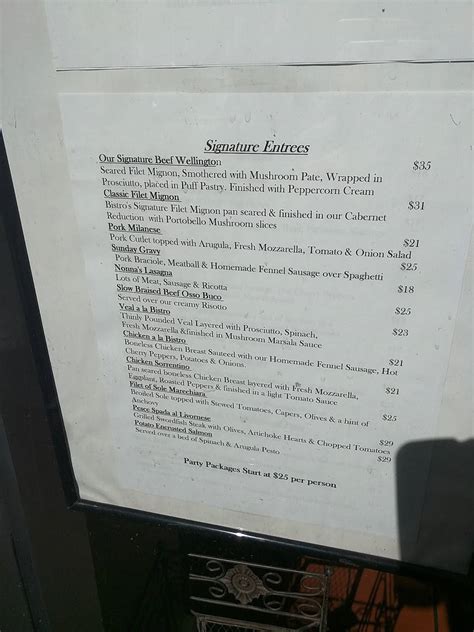 Signature Entrees
Our Signature Beef Wellington $35
Seared Filet Mignon, Smothered with Mushroom Pate, Wrapped in
Prosciutto, placed in Puff Pastry. Finished with Peppercorn Cream
Classic Filet Mignon $31
Bistro's Signature Filet Mignon pan seared & finished in our Cabernet
Reduction with Portobello Mushroom slices
Pork Milanese $21
Pork Cutlet topped with Arugula, Fresh Mozzarella, Tomato & Onion Salad
Sunday Gravy $25
Pork Braciole, Meatball & Homemade Fennel Sausage over Spaghetti
Nonna's Lasagna $18
Lots of Meat, Sausage & Ricotta
Slow Braised Beef Osso Buco $25
Served over our creamy Risotto
Veal a la Bistro $23
Thinly Pounded Veal Layered with Prosciutto, Spinach,
Fresh Mozzarella &finished in Mushroom Marsala Sauce
Chicken a la Bistro $21
Boneless Chicken Breast Sauteed with our Homemade Fennel Sausage, Hot
Cherry Peppers, Potatoes & Onions.
Chicken Sorrentino $21
Pan seared boneless Chicken Breast layered with Fresh Mozzarella,
Eggplant, Roasted Peppers & finished in a light Tomato Sauce
Filet of Sole Marechiara $25
Broiled Sole topped with Stewed Tomatoes, Capers, Olives & a hint of
Anchovy
Pesce Spada al Livornese $29
Grilled Swordfish Steak with Olives, Artichoke Hearts & Chopped Tomatoes
Potato Encrusted Salmon $29
Served over a bed of Spinach & Arugula Pesto
Party Packages Start at $25 per person